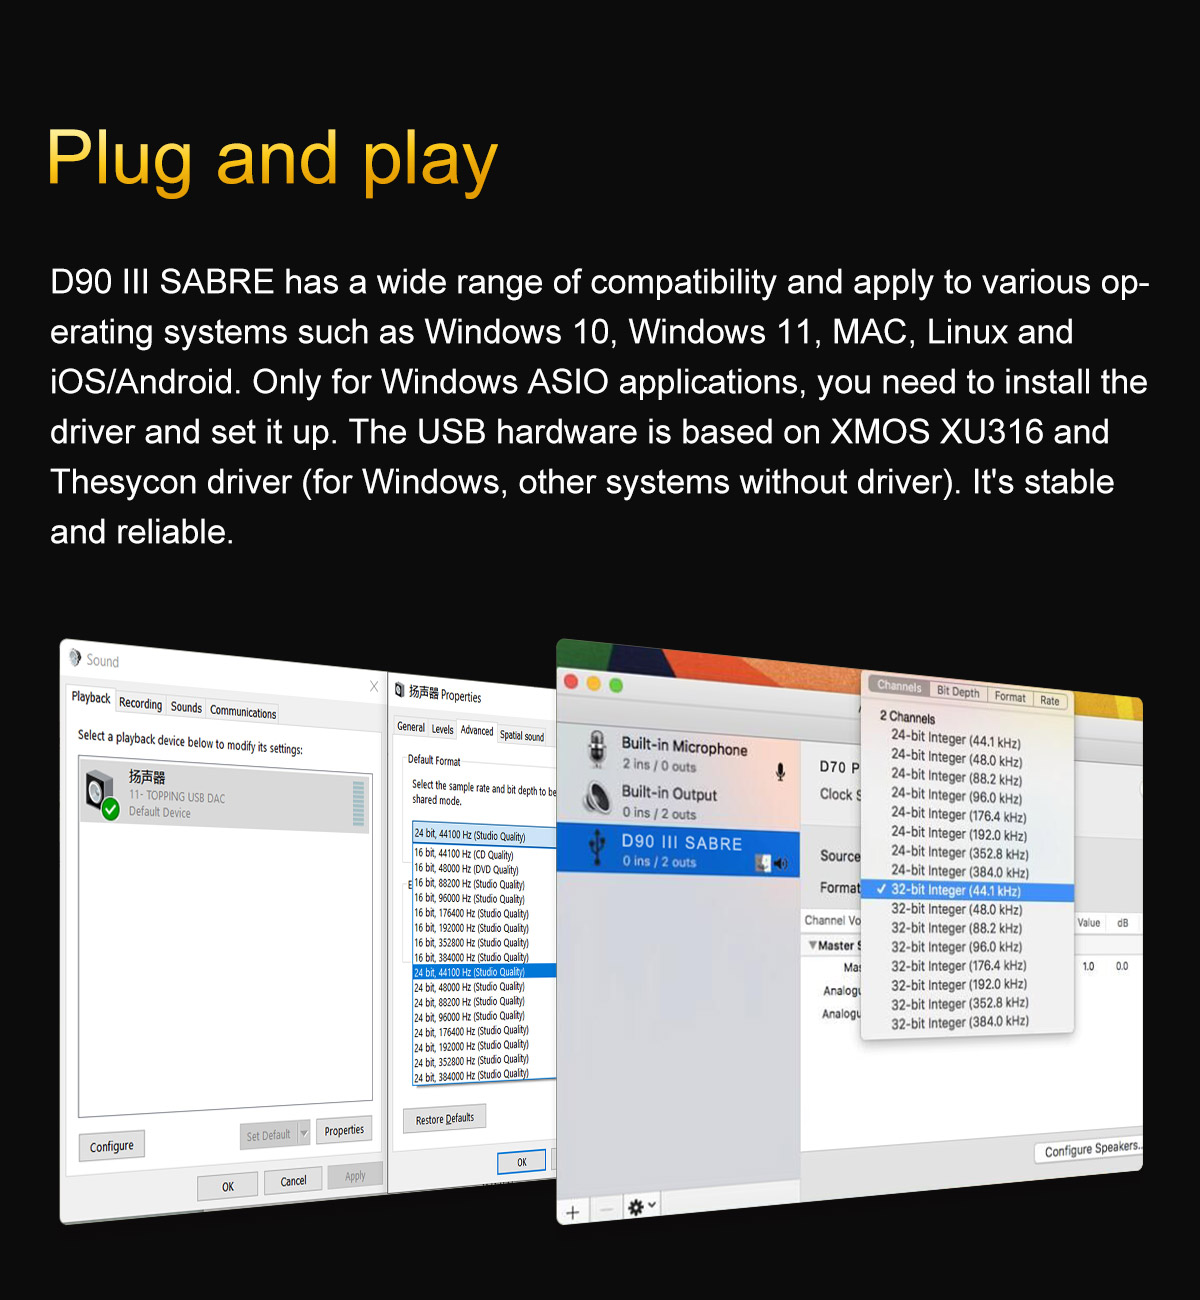 Plug and play
D90 III SABRE has a wide range of compatibility and apply to various op-
erating systems such as Windows 10, Windows 11, MAC, Linux and
iOS/Android. Only for Windows ASIO applications, you need to install the
driver and set it up. The USB hardware is based on XMOS XU316 and
Thesycon driver (for Windows, other systems without driver). It's stable
and reliable.
Sound
Playback Recording Sounds Communications
Select a playback device below to modify its settings:
扬声器
11- TOPPING USB DAC
Default Device
Configure
Set Default
Properties
OK
Cancel
Apply
扬声器 Properties
General Levels Advanced Spatial sound
Default Format
Select the sample rate and bit depth to be
shared mode.
24 bit, 44100 Hz (Studio Quality)
16 bit, 44100 Hz (CD Quality)
16 bit, 48000 Hz (DVD Quality)
16 bit, 88200 Hz (Studio Quality)
16 bit, 96000 Hz (Studio Quality)
16 bit, 176400 Hz (Studio Quality)
16 bit, 192000 Hz (Studio Quality)
16 bit, 352800 Hz (Studio Quality)
16 bit, 384000 Hz (Studio Quality)
24 bit, 44100 Hz (Studio Quality)
24 bit, 48000 Hz (Studio Quality)
24 bit, 88200 Hz (Studio Quality)
24 bit, 96000 Hz (Studio Quality)
24 bit, 176400 Hz (Studio Quality)
24 bit, 192000 Hz (Studio Quality)
24 bit, 352800 Hz (Studio Quality)
24 bit, 384000 Hz (Studio Quality)
Restore Defaults
OK
Built-in Microphone
2 ins / 0 outs
Built-in Output
0 ins / 2 outs
D90 III SABRE
0 ins / 2 outs
D70 P
Clock S
Source
Format
Channel Vo
Value
dB
Master S
Mas
1.0
0.0
Analogu
Analogu
Channels Bit Depth Format Rate
2 Channels
24-bit Integer (44.1 kHz)
24-bit Integer (48.0 kHz)
24-bit Integer (88.2 kHz)
24-bit Integer (96.0 kHz)
24-bit Integer (176.4 kHz)
24-bit Integer (192.0 kHz)
24-bit Integer (352.8 kHz)
24-bit Integer (384.0 kHz)
✓ 32-bit Integer (44.1 kHz)
32-bit Integer (48.0 kHz)
32-bit Integer (88.2 kHz)
32-bit Integer (96.0 kHz)
32-bit Integer (176.4 kHz)
32-bit Integer (192.0 kHz)
32-bit Integer (352.8 kHz)
32-bit Integer (384.0 kHz)
Configure Speakers..